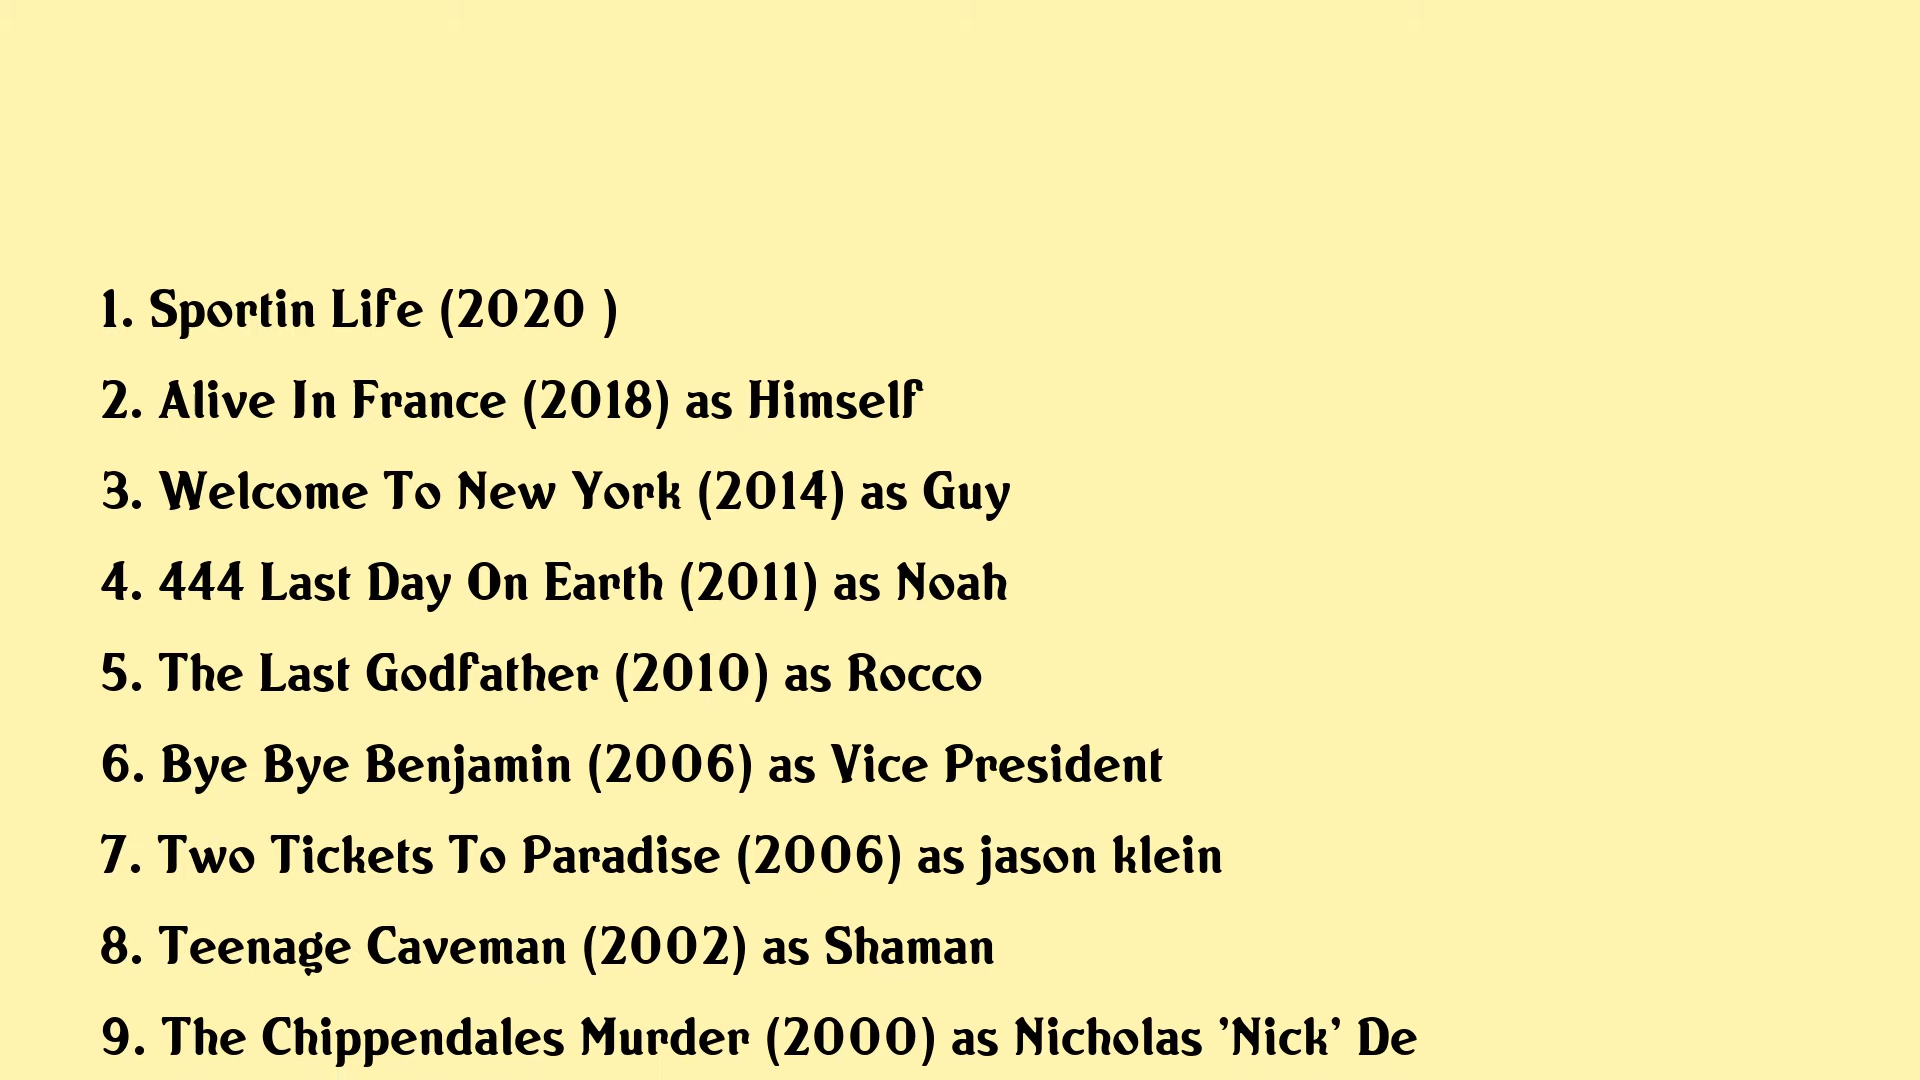 1. Sportin Life (2020 )
2. Alive In France (2018) as Himself
3. Welcome To New York (2014) as Guy
4. 444 Last Day On Earth (2011) as Noah
5. The Last Godfather (2010) as Rocco
6. Bye Bye Benjamin (2006) as Vice President
7. Two Tickets To Paradise (2006) as jason klein
8. Teenage Caveman (2002) as Shaman
9. The Chippendales Murder (2000) as Nicholas 'Nick' De